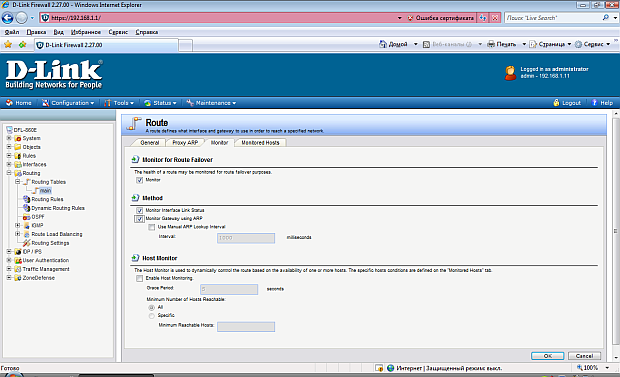 D-Link Firewall 2.27.00 - Windows Internet Explorer
https://192.168.1.1/
Ошибка сертификата
Поиск "Live Search"
Файл Правка Вид Избранное Сервис Справка
D-Link Firewall 2.27.00
Домой Веб-каналы Печать Страница Сервис
D-Link
Building Networks for People
Logged in as administrator
admin - 192.168.1.11
Home Configuration Tools Status Maintenance Logout Help
DFL-860E
System
Objects
Rules
Interfaces
Routing
Routing Tables
main
Routing Rules
Dynamic Routing Rules
OSPF
IGMP
Route Load Balancing
Routing Settings
IDP / IPS
User Authentication
Traffic Management
ZoneDefense
Route
A route defines what interface and gateway to use in order to reach a specified network.
General Proxy ARP Monitor Monitored Hosts
Monitor for Route Failover
The health of a route may be monitored for route failover purposes.
Monitor
Method
Monitor Interface Link Status
Monitor Gateway using ARP
Use Manual ARP Lookup Interval
Interval: 1000 milliseconds
Host Monitor
The Host Monitor is used to dynamically control the route based on the availability of one or more hosts. The specific hosts conditions are defined on the "Monitored Hosts" tab.
Enable Host Monitoring.
Grace Period: 5 seconds
Minimum Number of Hosts Reachable:
All
Specific
Minimum Reachable Hosts:
OK Cancel
Готово
Интернет | Защищенный режим: выкл.
100%